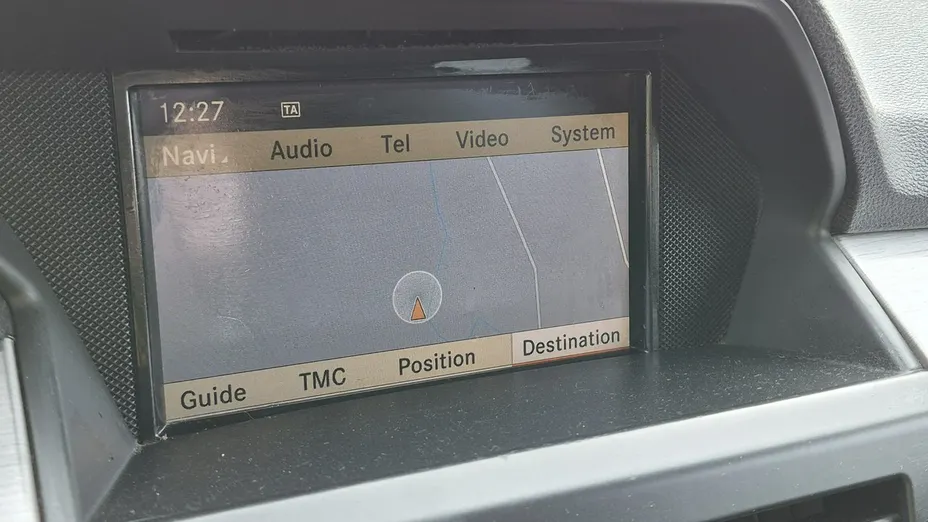 12:27 TA
Navi Audio Tel Video System
Guide TMC Position Destination